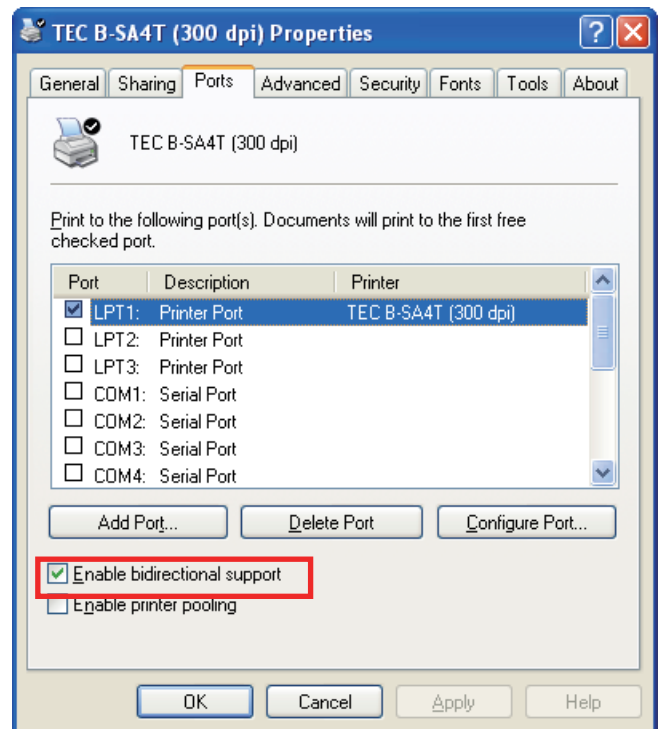 TEC B-SA4T (300 dpi) Properties
General Sharing Ports Advanced Security Fonts Tools About
TEC B-SA4T (300 dpi)
Print to the following port(s). Documents will print to the first free
checked port.
Port Description Printer
LPT1: Printer Port TEC B-SA4T (300 dpi)
LPT2: Printer Port
LPT3: Printer Port
COM1: Serial Port
COM2: Serial Port
COM3: Serial Port
COM4: Serial Port
Add Port... Delete Port Configure Port...
Enable bidirectional support
Enable printer pooling
OK Cancel Apply Help